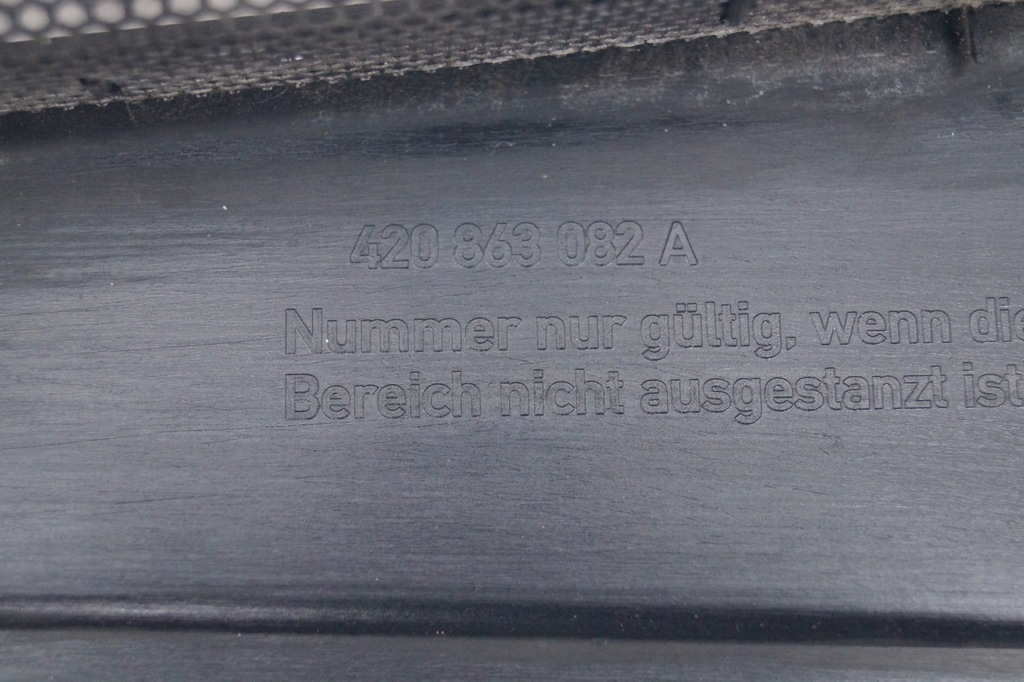 420 863 082 A
Nummer nur gültig, wenn die
Bereich nicht ausgestanzt ist